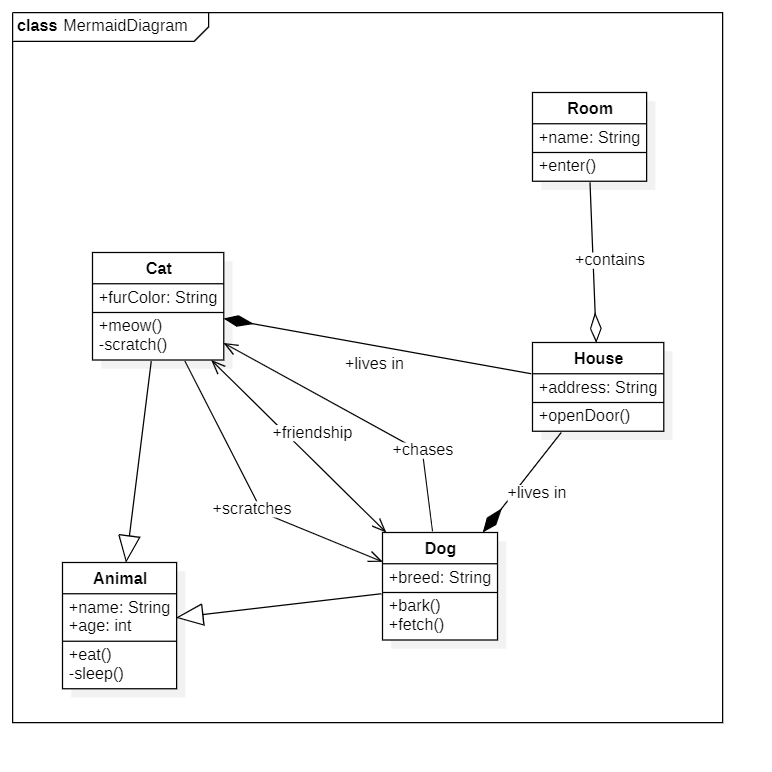 class MermaidDiagram
Room
+name: String
+enter()
+contains
Cat
+furColor: String
+meow()
-scratch()
+lives in
House
+address: String
+openDoor()
+friendship
+chases
+lives in
+scratches
Dog
+breed: String
+bark()
+fetch()
Animal
+name: String
+age: int
+eat()
-sleep()